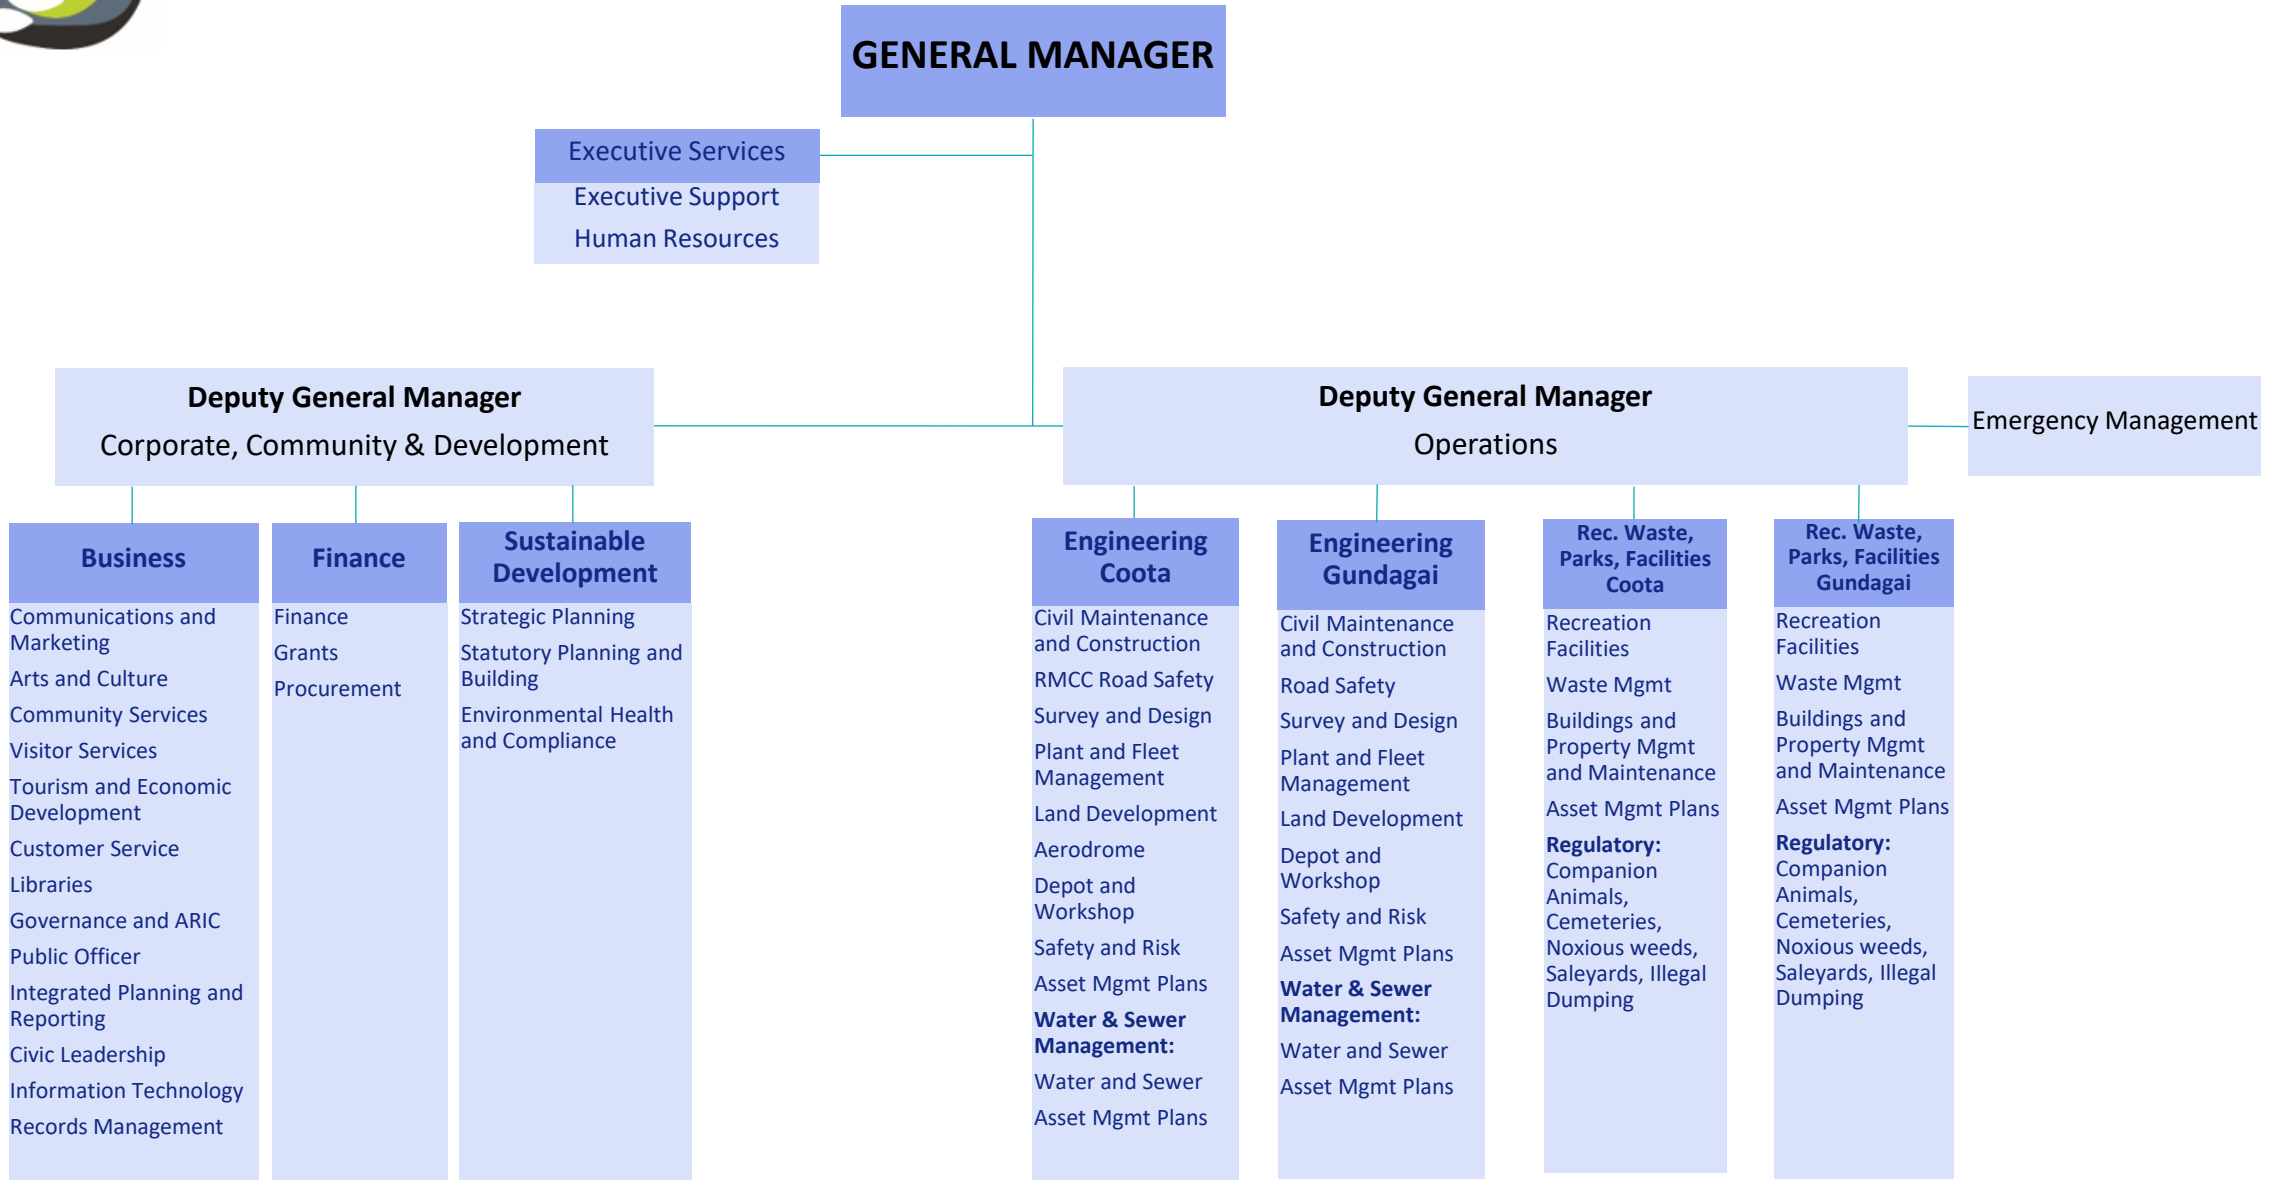 GENERAL MANAGER
Executive Services
Executive Support
Human Resources
Deputy General Manager
Corporate, Community & Development
Deputy General Manager
Operations
Emergency Management
Business
Communications and
Marketing
Arts and Culture
Community Services
Visitor Services
Tourism and Economic
Development
Customer Service
Libraries
Governance and ARIC
Public Officer
Integrated Planning and
Reporting
Civic Leadership
Information Technology
Records Management
Finance
Finance
Grants
Procurement
Sustainable
Development
Strategic Planning
Statutory Planning and
Building
Environmental Health
and Compliance
Engineering
Coota
Civil Maintenance
and Construction
RMCC Road Safety
Survey and Design
Plant and Fleet
Management
Land Development
Aerodrome
Depot and
Workshop
Safety and Risk
Asset Mgmt Plans
Water & Sewer
Management:
Water and Sewer
Asset Mgmt Plans
Engineering
Gundagai
Civil Maintenance
and Construction
Road Safety
Survey and Design
Plant and Fleet
Management
Land Development
Depot and
Workshop
Safety and Risk
Asset Mgmt Plans
Water & Sewer
Management:
Water and Sewer
Asset Mgmt Plans
Rec. Waste,
Parks, Facilities
Coota
Recreation
Facilities
Waste Mgmt
Buildings and
Property Mgmt
and Maintenance
Asset Mgmt Plans
Regulatory:
Companion
Animals,
Cemeteries,
Noxious weeds,
Saleyards, Illegal
Dumping
Rec. Waste,
Parks, Facilities
Gundagai
Recreation
Facilities
Waste Mgmt
Buildings and
Property Mgmt
and Maintenance
Asset Mgmt Plans
Regulatory:
Companion
Animals,
Cemeteries,
Noxious weeds,
Saleyards, Illegal
Dumping